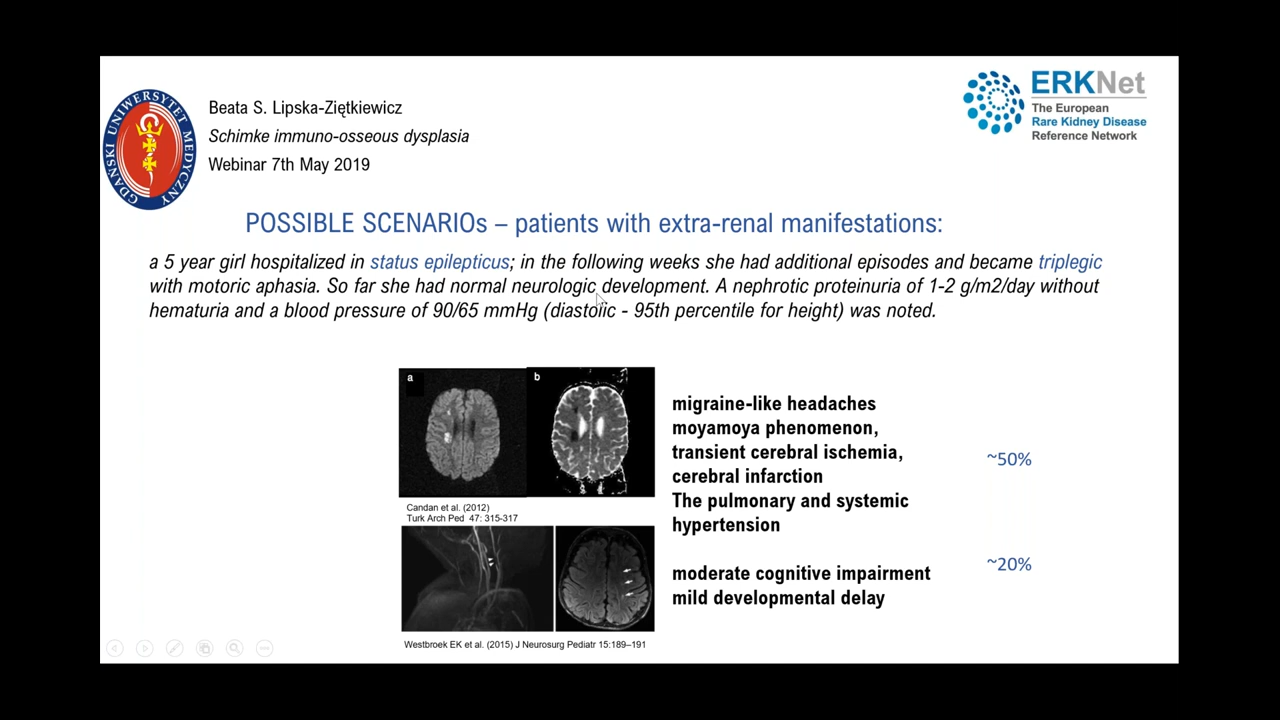 Beata S. Lipska-Ziętkiewicz
Schimke immuno-osseous dysplasia
Webinar 7th May 2019
GDAŃSKI UNIWERSYTET MEDYCZNY
ERKNet
The European
Rare Kidney Disease
Reference Network
POSSIBLE SCENARIOs – patients with extra-renal manifestations:
a 5 year girl hospitalized in status epilepticus; in the following weeks she had additional episodes and became triplegic
with motoric aphasia. So far she had normal neurologic development. A nephrotic proteinuria of 1-2 g/m2/day without
hematuria and a blood pressure of 90/65 mmHg (diastolic - 95th percentile for height) was noted.
a
b
Candan et al. (2012)
Turk Arch Ped 47: 315-317
Westbroek EK et al. (2015) J Neurosurg Pediatr 15:189–191
migraine-like headaches
moyamoya phenomenon,
transient cerebral ischemia,
cerebral infarction
The pulmonary and systemic
hypertension
~50%
moderate cognitive impairment
mild developmental delay
~20%